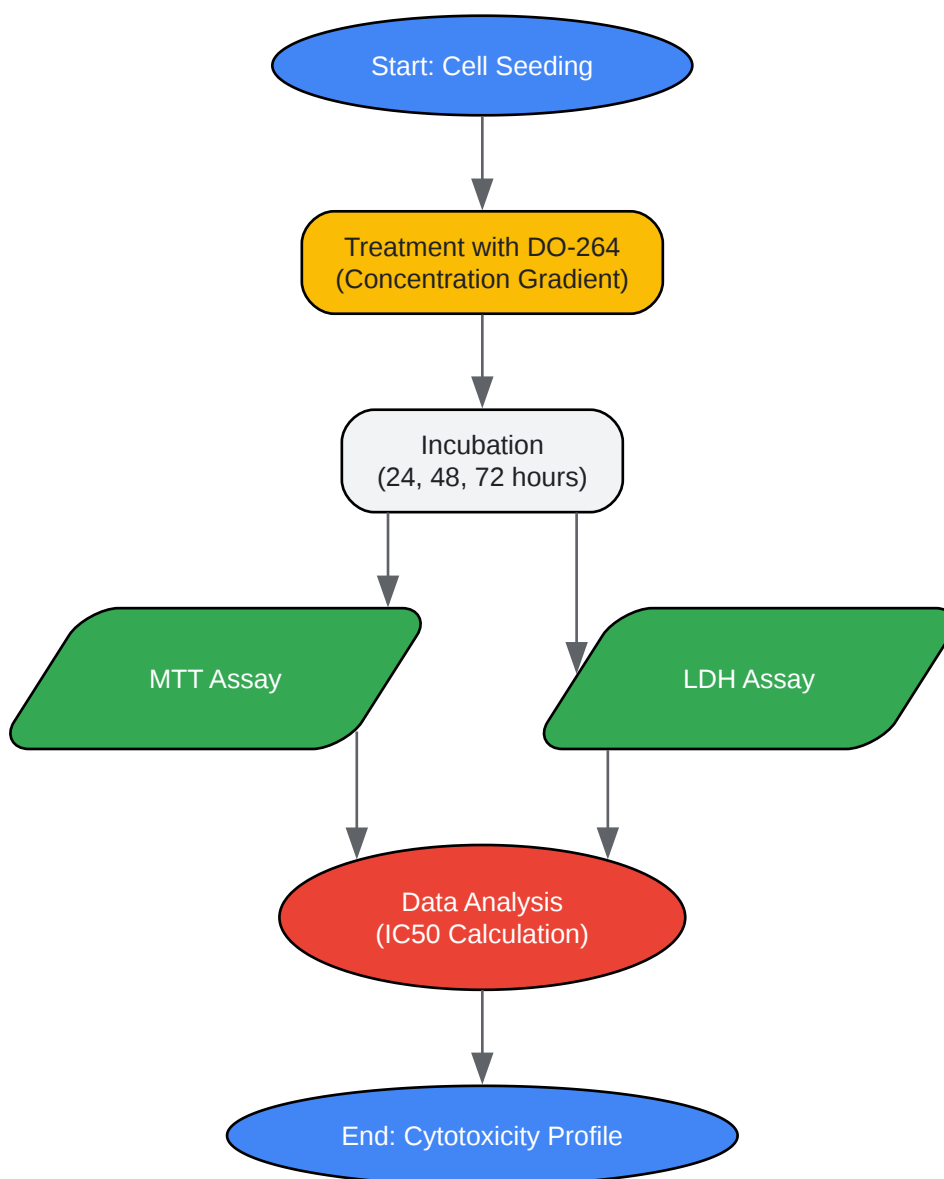 Start: Cell Seeding
Treatment with DO-264
(Concentration Gradient)
Incubation
(24, 48, 72 hours)
MTT Assay
LDH Assay
Data Analysis
(IC50 Calculation)
End: Cytotoxicity Profile